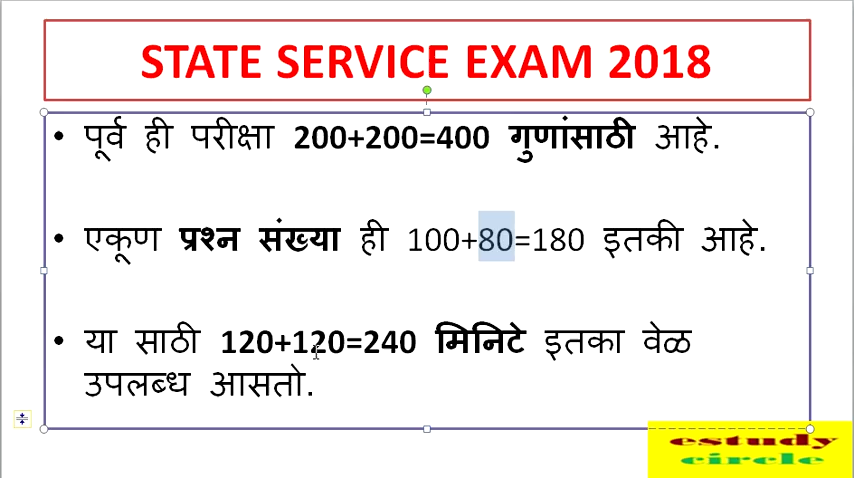 STATE SERVICE EXAM 2018
• पूर्व ही परीक्षा 200+200=400 गुणांसाठी आहे.
• एकूण प्रश्न संख्या ही 100+80=180 इतकी आहे.
• या साठी 120+120=240 मिनिटे इतका वेळ
उपलब्ध आसतो.
estudy
circle